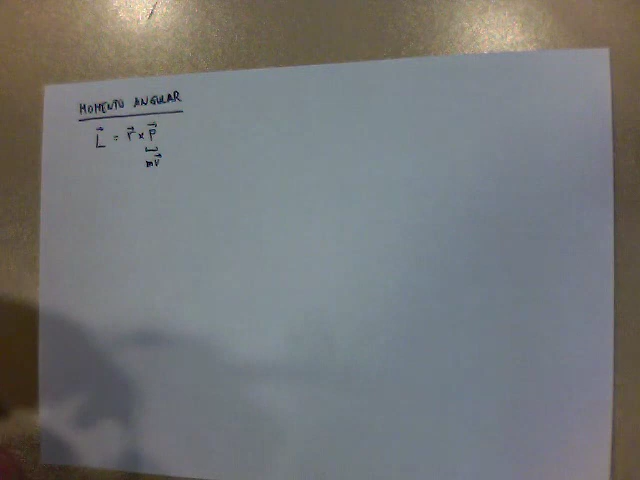 MOMENTO ANGULAR
L⃗ = r⃗ × P⃗
mv⃗